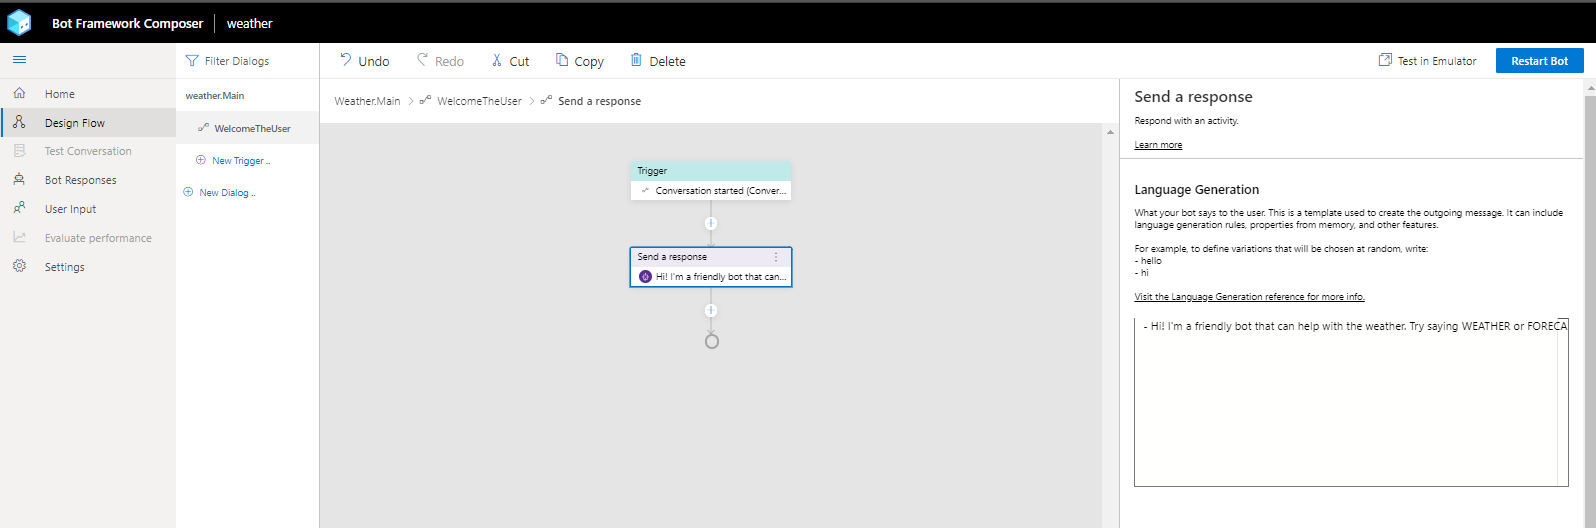 Bot Framework Composer weather
Undo Redo Cut Copy Delete Test in Emulator Restart Bot
Home
Design Flow
Test Conversation
Bot Responses
User Input
Evaluate performance
Settings
Filter Dialogs
weather.Main
WelcomeTheUser
New Trigger ..
New Dialog ..
Weather.Main > WelcomeTheUser > Send a response
Trigger
Conversation started (Conver...
Send a response
Hi! I'm a friendly bot that can...
Send a response
Respond with an activity.
Learn more
Language Generation
What your bot says to the user. This is a template used to create the outgoing message. It can include
language generation rules, properties from memory, and other features.
For example, to define variations that will be chosen at random, write:
- hello
- hi
Visit the Language Generation reference for more info.
- Hi! I'm a friendly bot that can help with the weather. Try saying WEATHER or FORECA